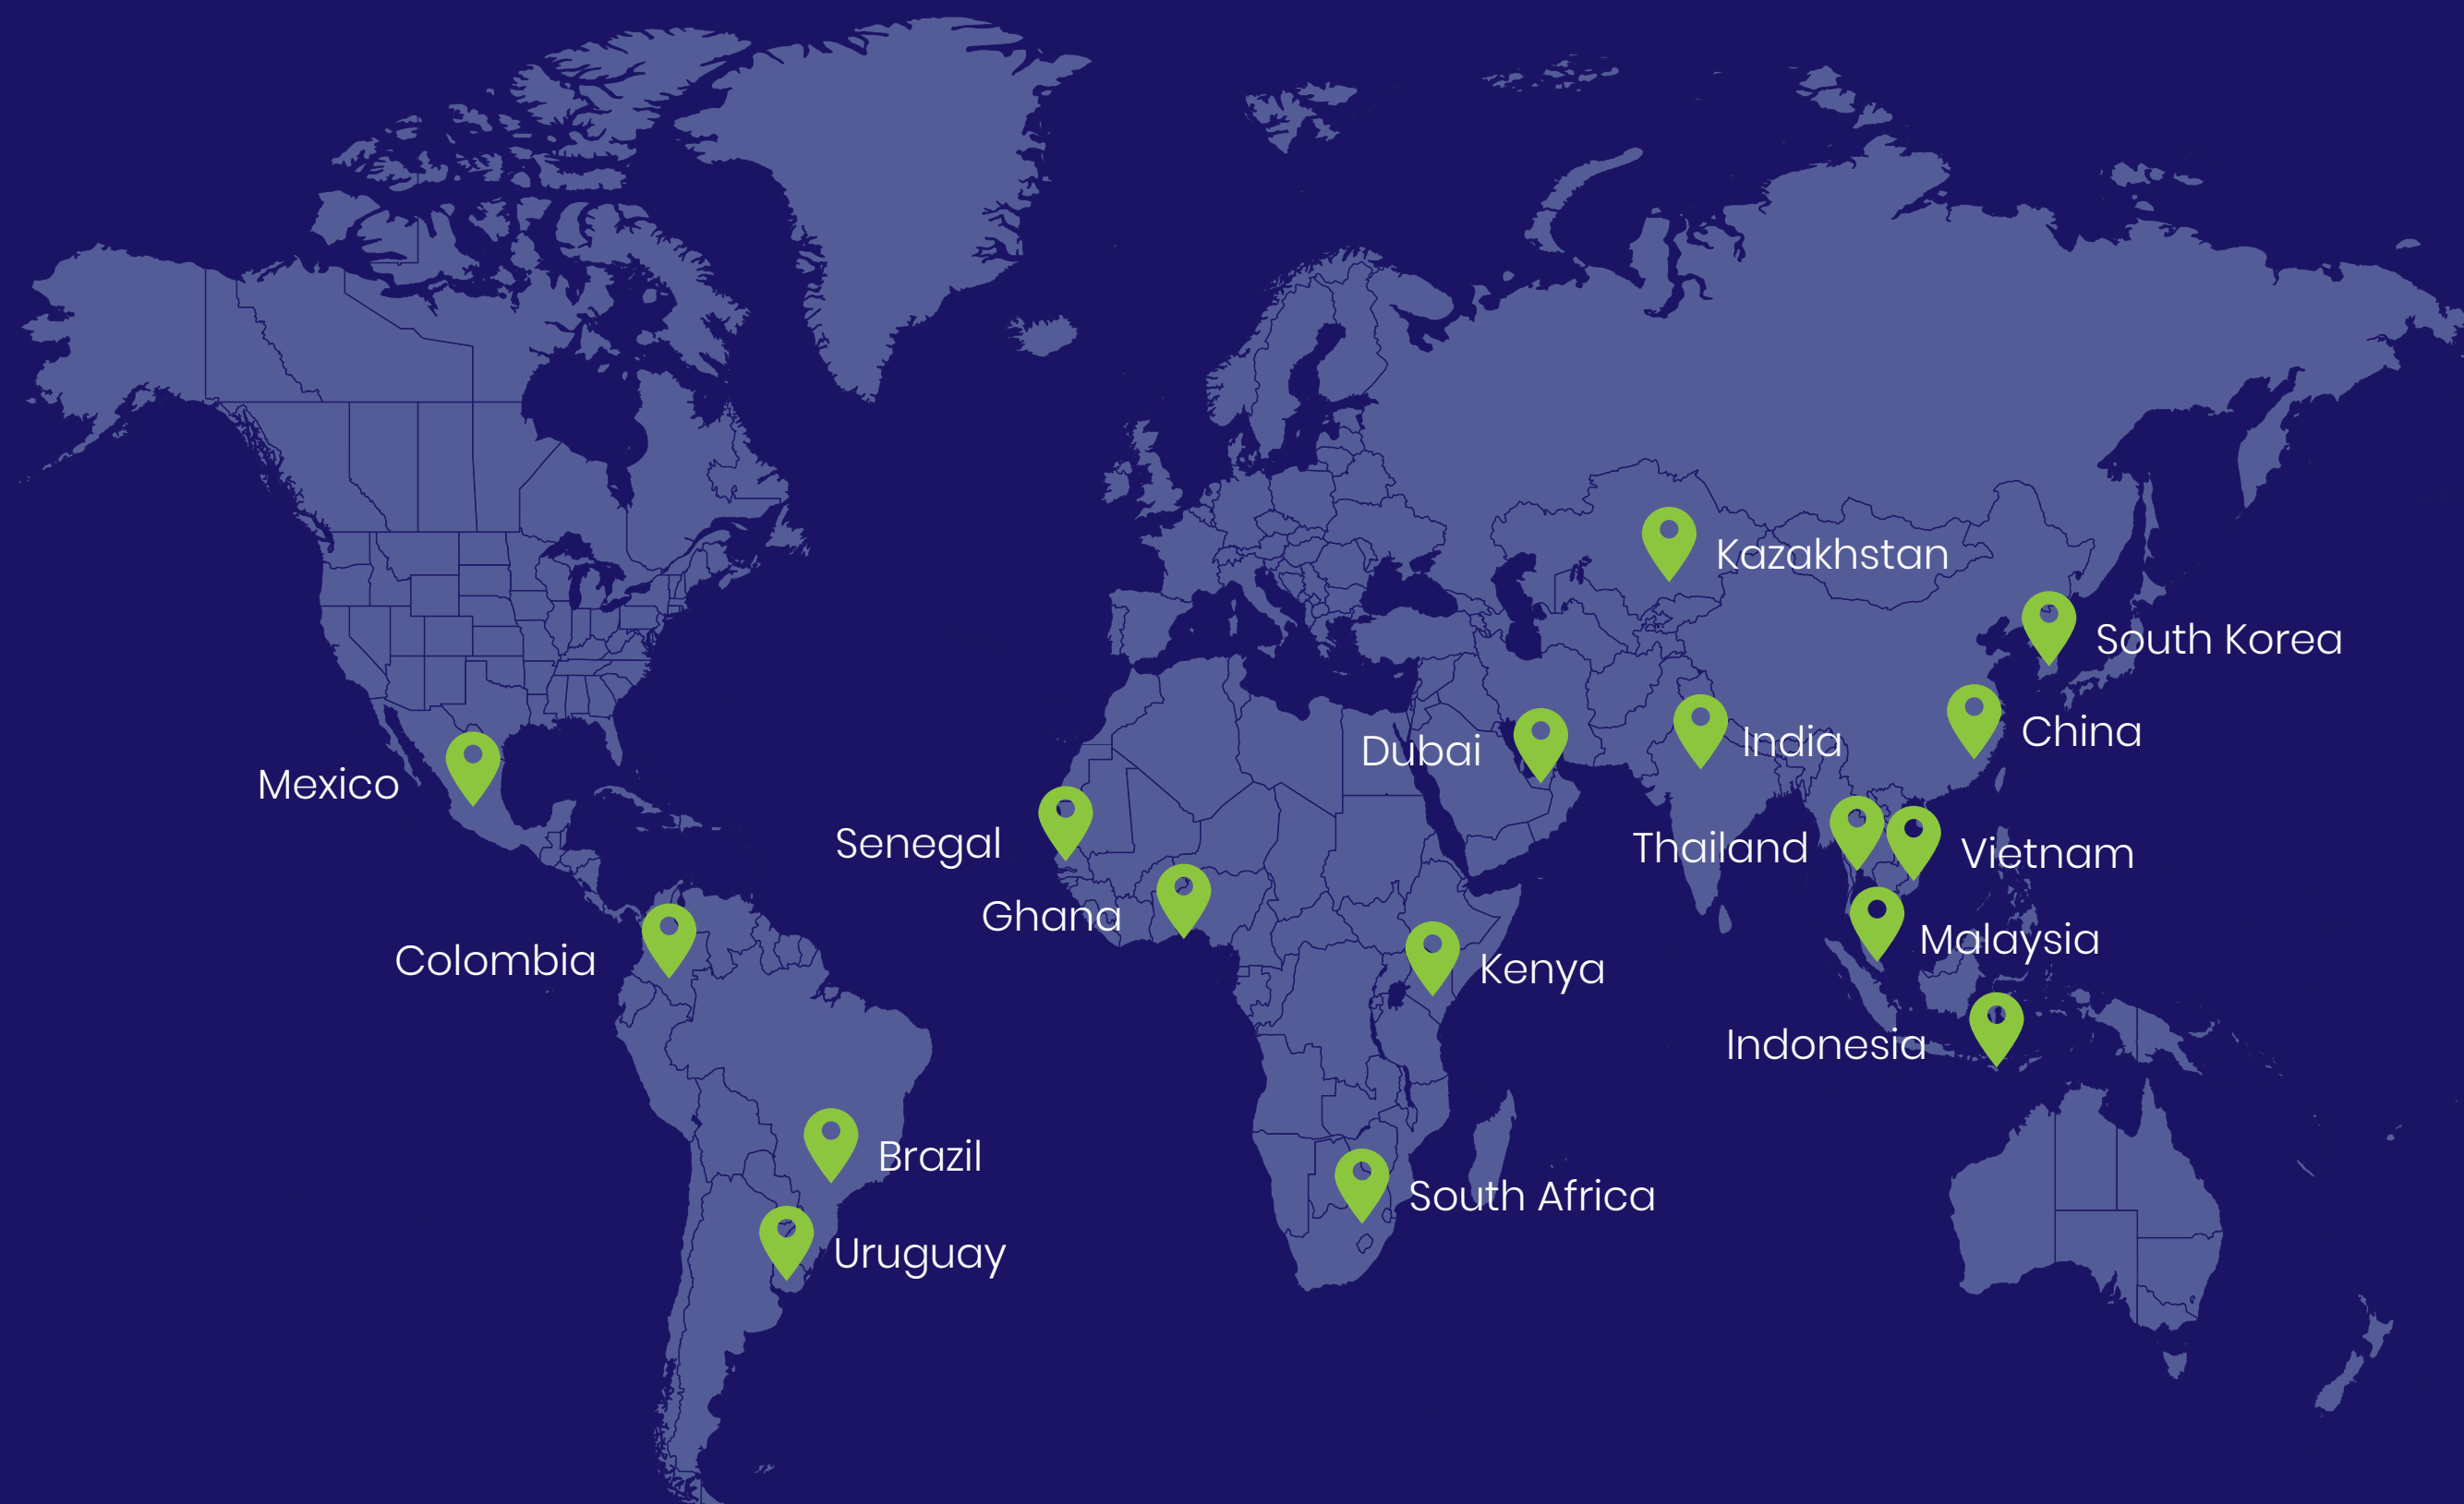 Kazakhstan
South Korea
China
India
Dubai
Mexico
Senegal
Thailand
Vietnam
Ghana
Malaysia
Colombia
Kenya
Indonesia
Brazil
South Africa
Uruguay